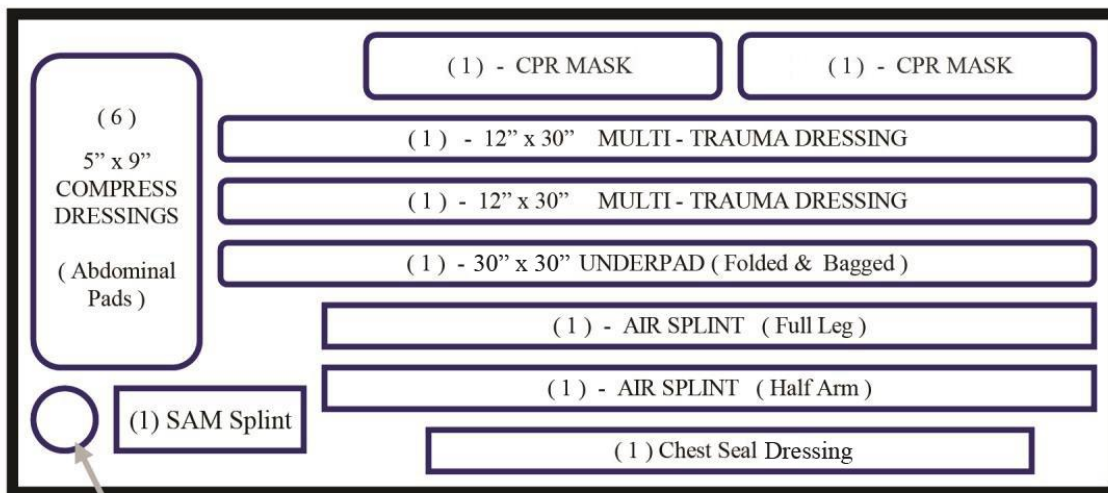 ( 1 ) - CPR MASK
( 1 ) - CPR MASK
( 6 )
5” x 9”
COMPRESS
DRESSINGS
( Abdominal
Pads )
( 1 ) - 12” x 30” MULTI - TRAUMA DRESSING
( 1 ) - 12” x 30” MULTI - TRAUMA DRESSING
( 1 ) - 30” x 30” UNDERPAD ( Folded & Bagged )
( 1 ) - AIR SPLINT ( Full Leg )
( 1 ) - AIR SPLINT ( Half Arm )
(1) SAM Splint
( 1 ) Chest Seal Dressing